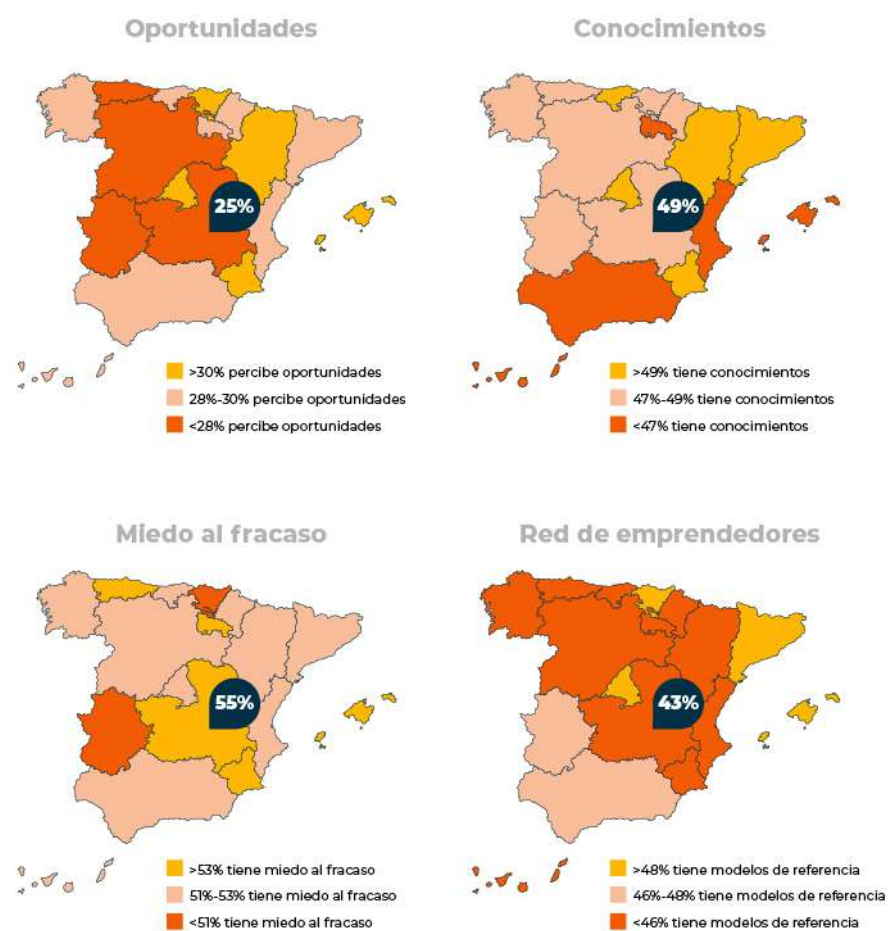 Oportunidades
25%
>30% percibe oportunidades
28%-30% percibe oportunidades
<28% percibe oportunidades
Conocimientos
49%
>49% tiene conocimientos
47%-49% tiene conocimientos
<47% tiene conocimientos
Miedo al fracaso
55%
>53% tiene miedo al fracaso
51%-53% tiene miedo al fracaso
<51% tiene miedo al fracaso
Red de emprendedores
43%
>48% tiene modelos de referencia
46%-48% tiene modelos de referencia
<46% tiene modelos de referencia